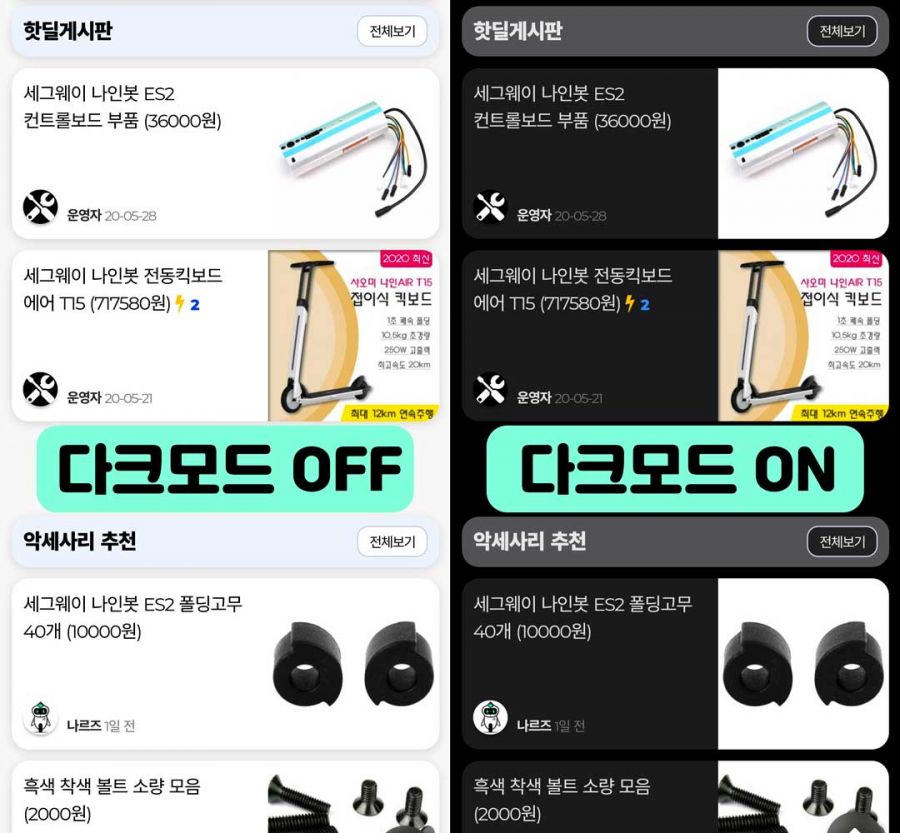 핫딜게시판
전체보기
세그웨이 나인봇 ES2
컨트롤보드 부품 (36000원)
운영자 20-05-28
세그웨이 나인봇 전동킥보드
에어 T15 (717580원) 2
운영자 20-05-21
2020 최신
샤오미 나인AIR T15
접이식 킥보드
1초 쾌속 폴딩
10.5kg 초경량
250W 고출력
최고속도 20km
최대 12km 연속주행
다크모드 OFF
악세사리 추천
전체보기
세그웨이 나인봇 ES2 폴딩고무
40개 (10000원)
나르즈 1일 전
흑색 착색 볼트 소량 모음
(2000원)
핫딜게시판
전체보기
세그웨이 나인봇 ES2
컨트롤보드 부품 (36000원)
운영자 20-05-28
세그웨이 나인봇 전동킥보드
에어 T15 (717580원) 2
운영자 20-05-21
2020 최신
샤오미 나인AIR T15
접이식 킥보드
1초 쾌속 폴딩
10.5kg 초경량
250W 고출력
최고속도 20km
최대 12km 연속주행
다크모드 ON
악세사리 추천
전체보기
세그웨이 나인봇 ES2 폴딩고무
40개 (10000원)
나르즈 1일 전
흑색 착색 볼트 소량 모음
(2000원)